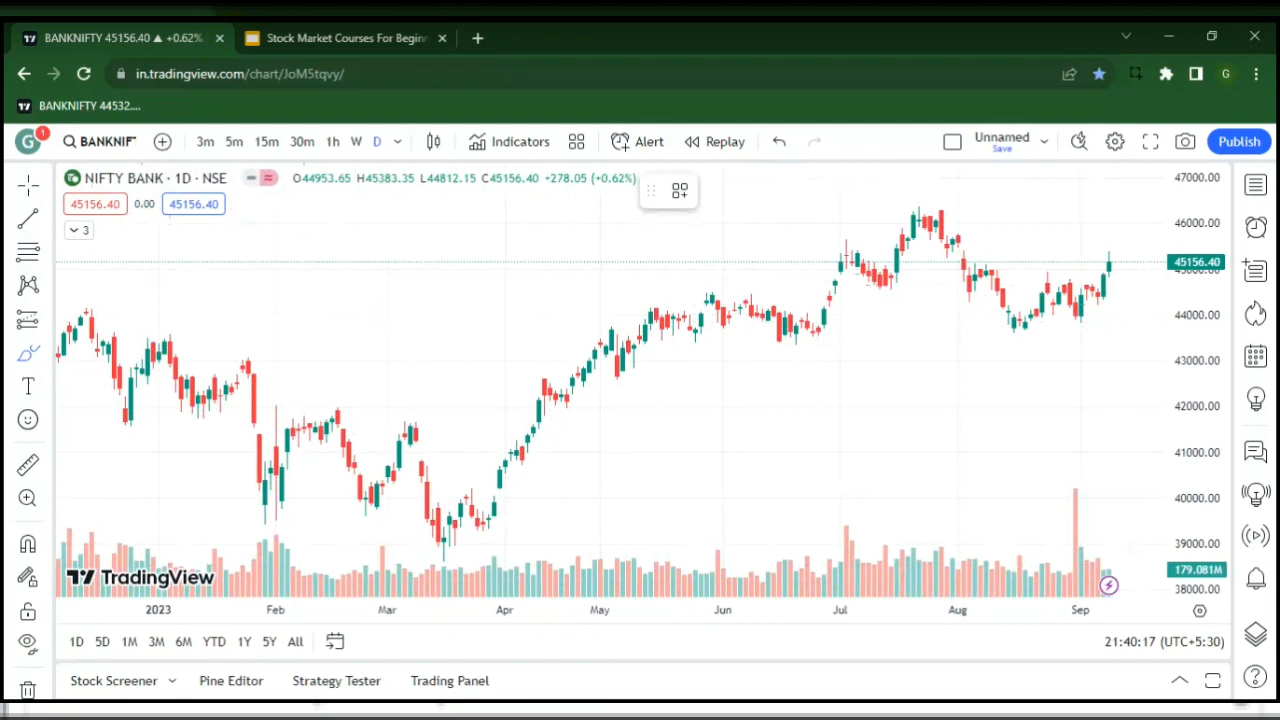 BANKNIFTY 45156.40 ▲ +0.62%
Stock Market Courses For Beginn
in.tradingview.com/chart/JoM5tqvy/
G
BANKNIFTY 44532....
G 1 BANKNIFT 3m 5m 15m 30m 1h W D Indicators Alert Replay Unnamed Save Publish
NIFTY BANK · 1D · NSE O44953.65 H45383.35 L44812.15 C45156.40 +278.05 (+0.62%)
45156.40 0.00 45156.40
3
47000.00
46000.00
45156.40
45000.00
44000.00
43000.00
42000.00
41000.00
40000.00
39000.00
179.081M
38000.00
TradingView
2023 Feb Mar Apr May Jun Jul Aug Sep
1D 5D 1M 3M 6M YTD 1Y 5Y All 21:40:17 (UTC+5:30)
Stock Screener Pine Editor Strategy Tester Trading Panel